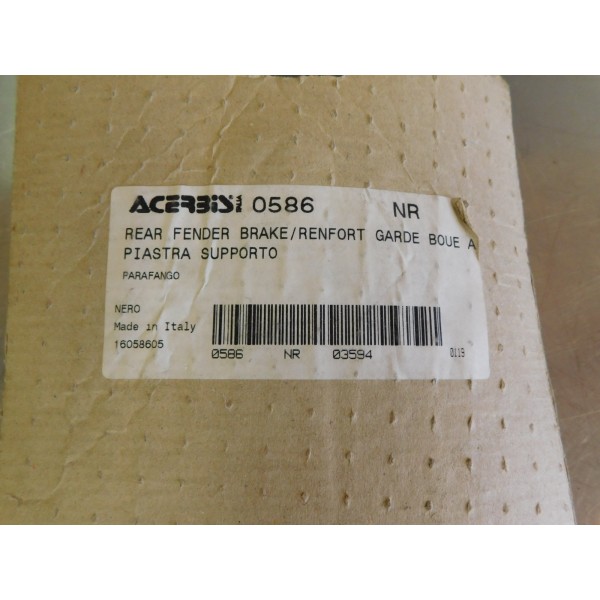 ACERBIS ITALIA 0586 NR
REAR FENDER BRAKE/RENFORT GARDE BOUE A
PIASTRA SUPPORTO
PARAFANGO
NERO
Made in Italy
16058605
0586 NR 03594 0119